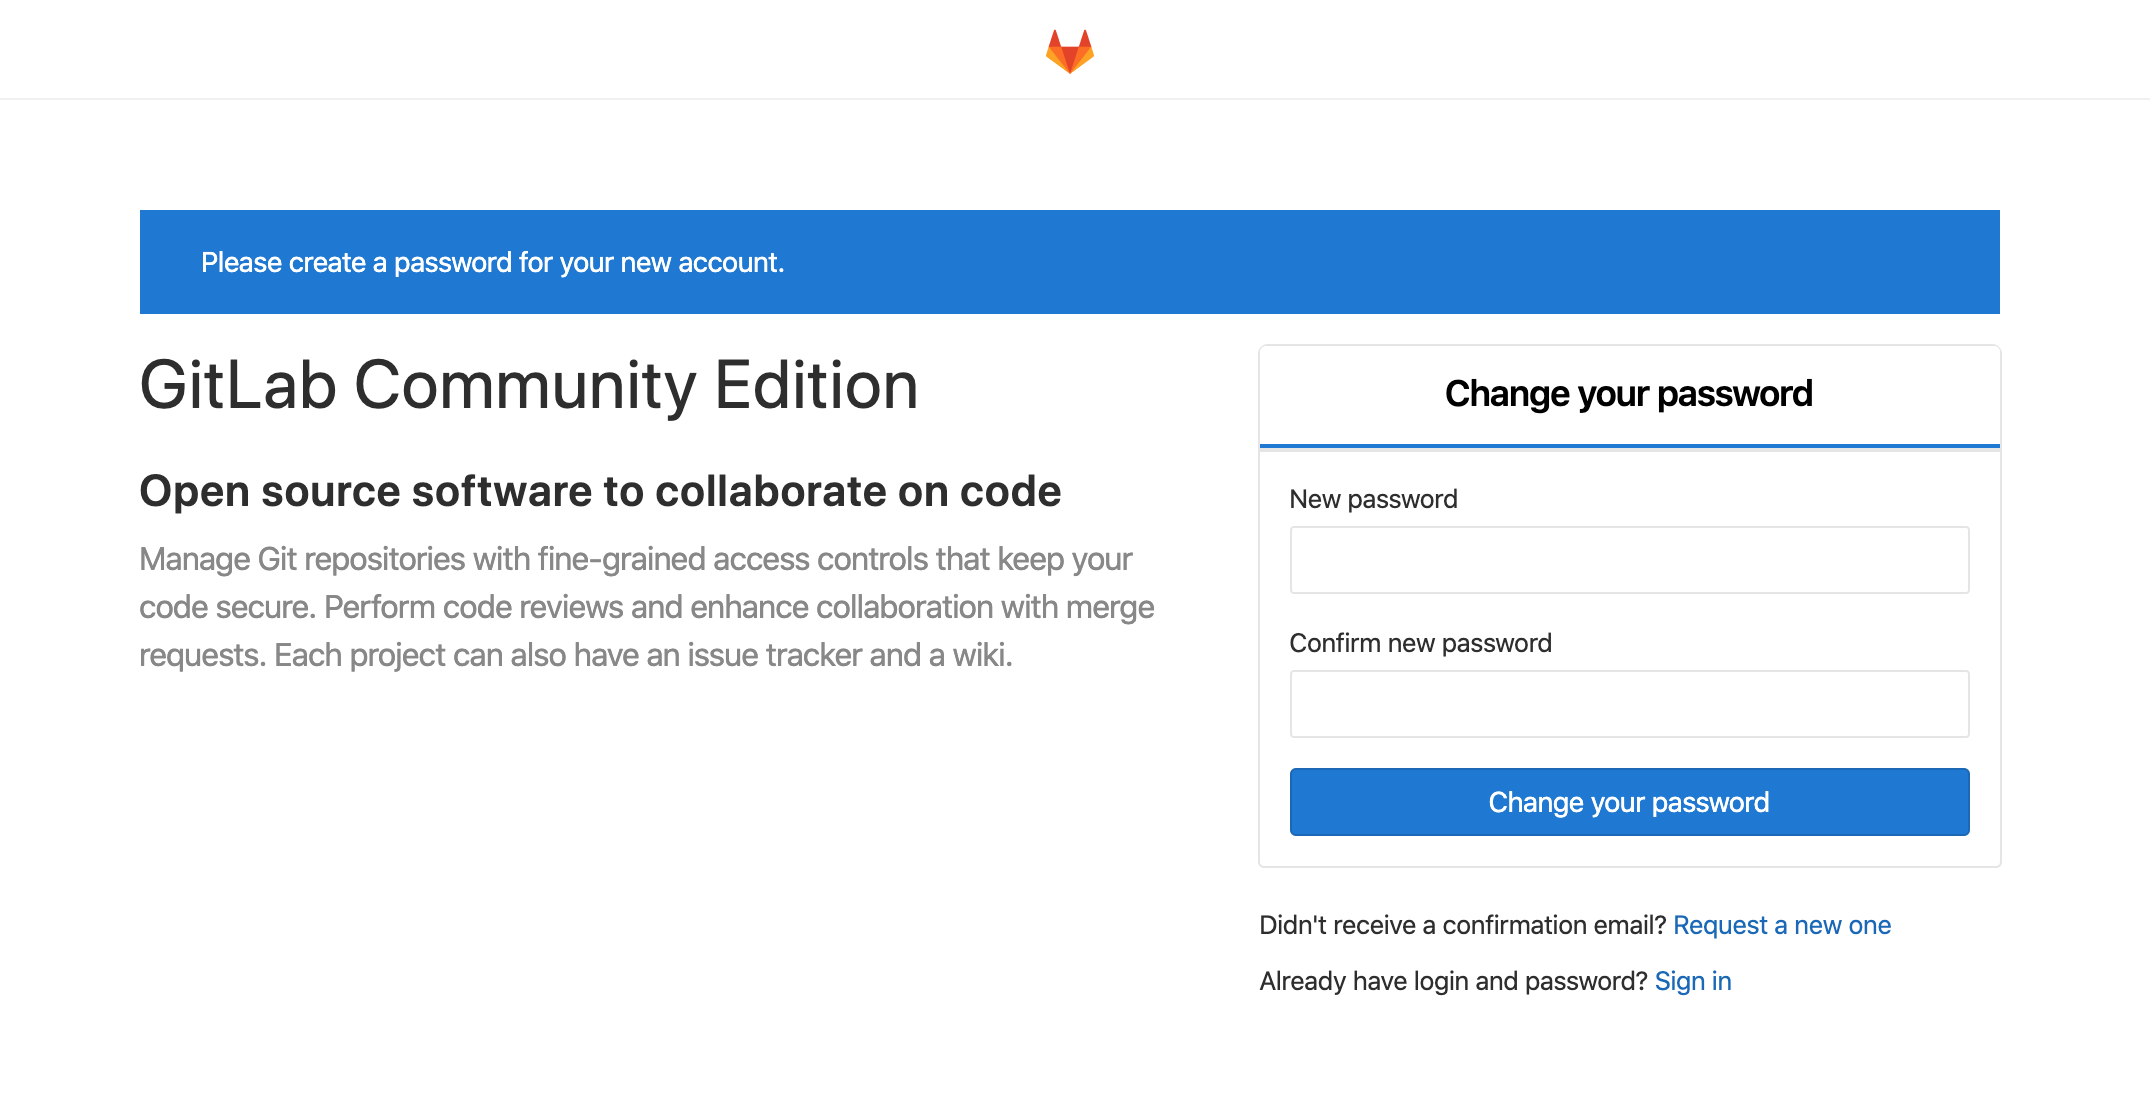 Please create a password for your new account.
GitLab Community Edition
Open source software to collaborate on code
Manage Git repositories with fine-grained access controls that keep your
code secure. Perform code reviews and enhance collaboration with merge
requests. Each project can also have an issue tracker and a wiki.
Change your password
New password
Confirm new password
Change your password
Didn't receive a confirmation email? Request a new one
Already have login and password? Sign in